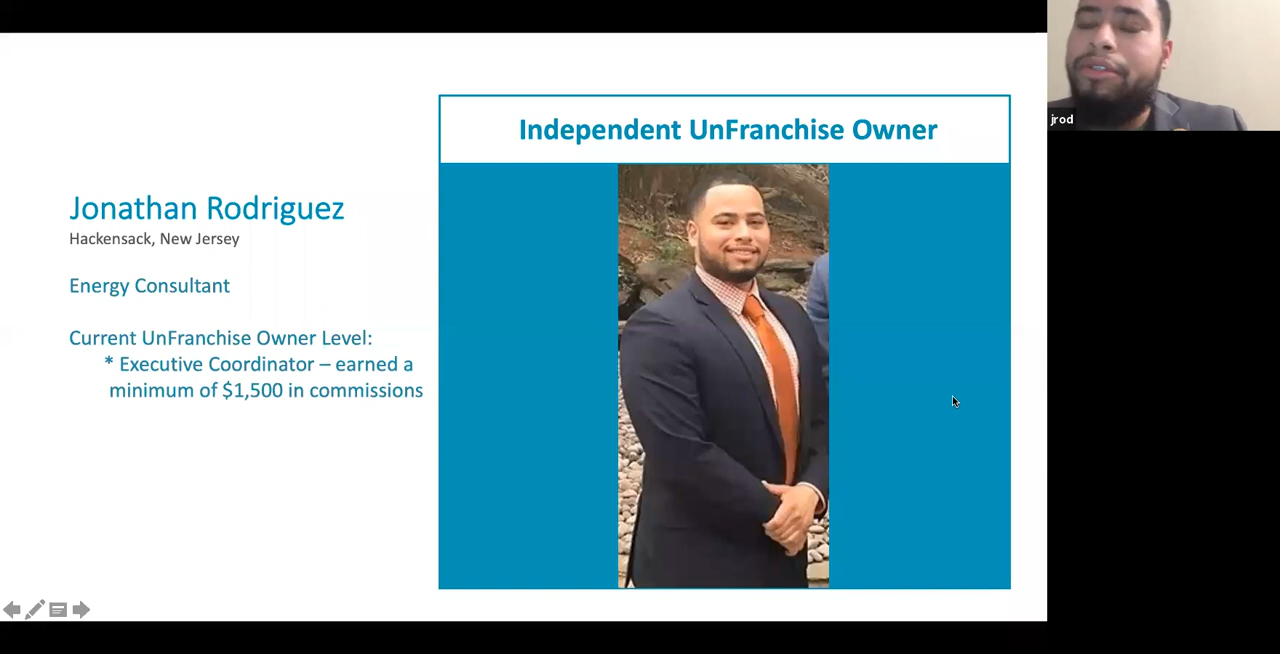 Independent UnFranchise Owner
Jonathan Rodriguez
Hackensack, New Jersey
Energy Consultant
Current UnFranchise Owner Level:
* Executive Coordinator – earned a
minimum of $1,500 in commissions
jrod